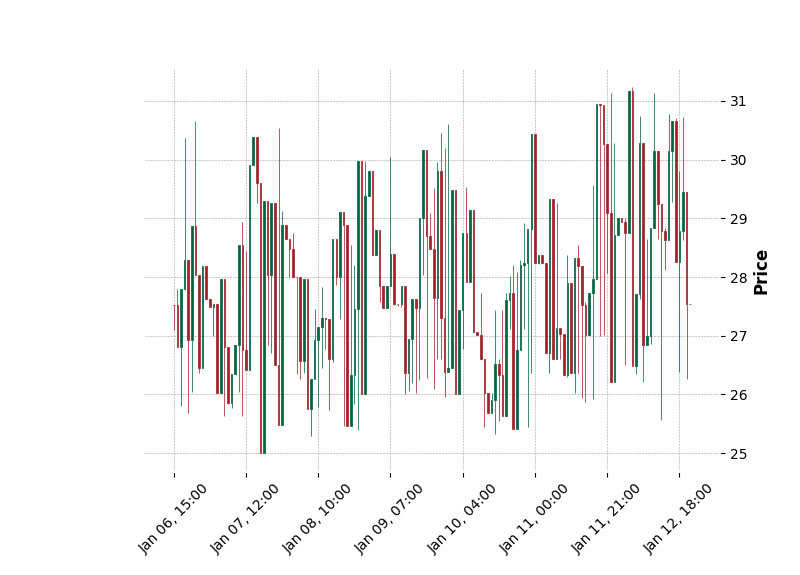 31
30
29
28
27
26
25
Price
Jan 06, 15:00
Jan 07, 12:00
Jan 08, 10:00
Jan 09, 07:00
Jan 10, 04:00
Jan 11, 00:00
Jan 11, 21:00
Jan 12, 18:00